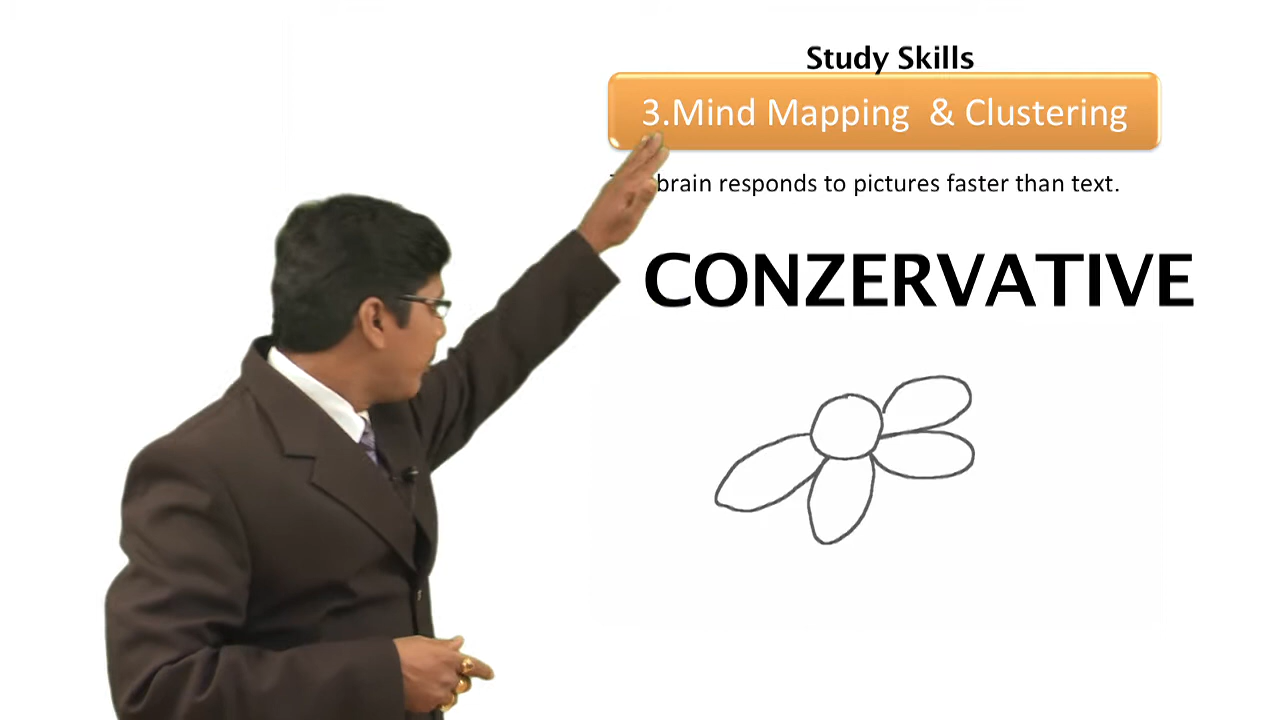 Study Skills
3.Mind Mapping & Clustering
brain responds to pictures faster than text.
CONZERVATIVE